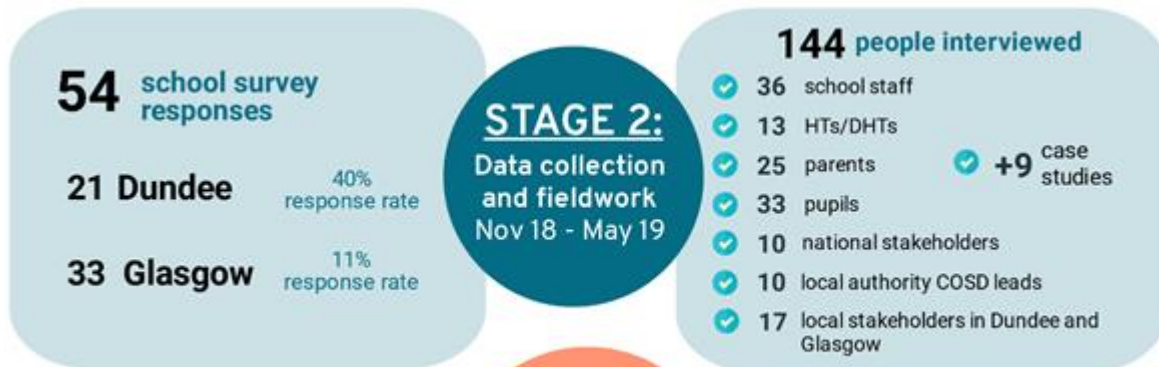 54 school survey
responses
21 Dundee 40%
response rate
33 Glasgow 11%
response rate
STAGE 2:
Data collection
and fieldwork
Nov 18 - May 19
144 people interviewed
36 school staff
13 HTs/DHTs
25 parents
33 pupils
10 national stakeholders
10 local authority COSD leads
17 local stakeholders in Dundee and
Glasgow
+9 case
studies